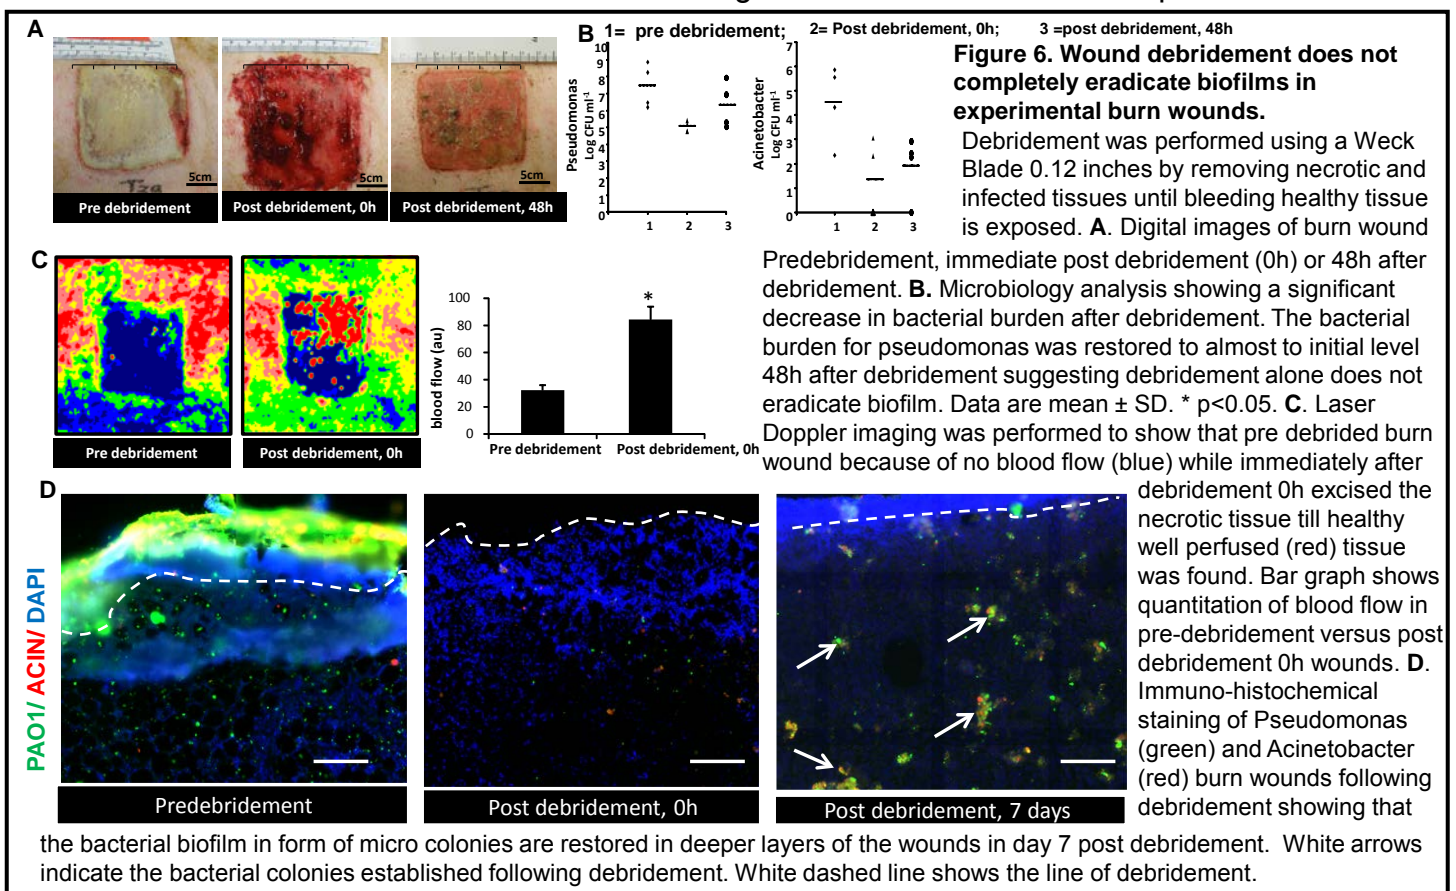 A
B
1= pre debridement;
2= Post debridement, 0h;
3 =post debridement, 48h
5cm
5cm
5cm
Pre debridement
Post debridement, 0h
Post debridement, 48h
Pseudomonas
Log CFU ml-1
10
9
8
7
6
5
4
3
2
1
0
1 2 3
Acinetobacter
Log CFU ml-1
7
6
5
4
3
2
1
0
1 2 3
Figure 6. Wound debridement does not
completely eradicate biofilms in
experimental burn wounds.
Debridement was performed using a Weck
Blade 0.12 inches by removing necrotic and
infected tissues until bleeding healthy tissue
is exposed. A. Digital images of burn wound
Predebridement, immediate post debridement (0h) or 48h after
debridement. B. Microbiology analysis showing a significant
decrease in bacterial burden after debridement. The bacterial
burden for pseudomonas was restored to almost to initial level
48h after debridement suggesting debridement alone does not
eradicate biofilm. Data are mean ± SD. * p<0.05. C. Laser
Doppler imaging was performed to show that pre debrided burn
wound because of no blood flow (blue) while immediately after
debridement 0h excised the
necrotic tissue till healthy
well perfused (red) tissue
was found. Bar graph shows
quantitation of blood flow in
pre-debridement versus post
debridement 0h wounds. D.
Immuno-histochemical
staining of Pseudomonas
(green) and Acinetobacter
(red) burn wounds following
debridement showing that
the bacterial biofilm in form of micro colonies are restored in deeper layers of the wounds in day 7 post debridement. White arrows
indicate the bacterial colonies established following debridement. White dashed line shows the line of debridement.
C
Pre debridement
Post debridement, 0h
blood flow (au)
100
80
60
40
20
0
*
Pre debridement
Post debridement, 0h
D
PAO1/ ACIN/ DAPI
Predebridement
Post debridement, 0h
Post debridement, 7 days